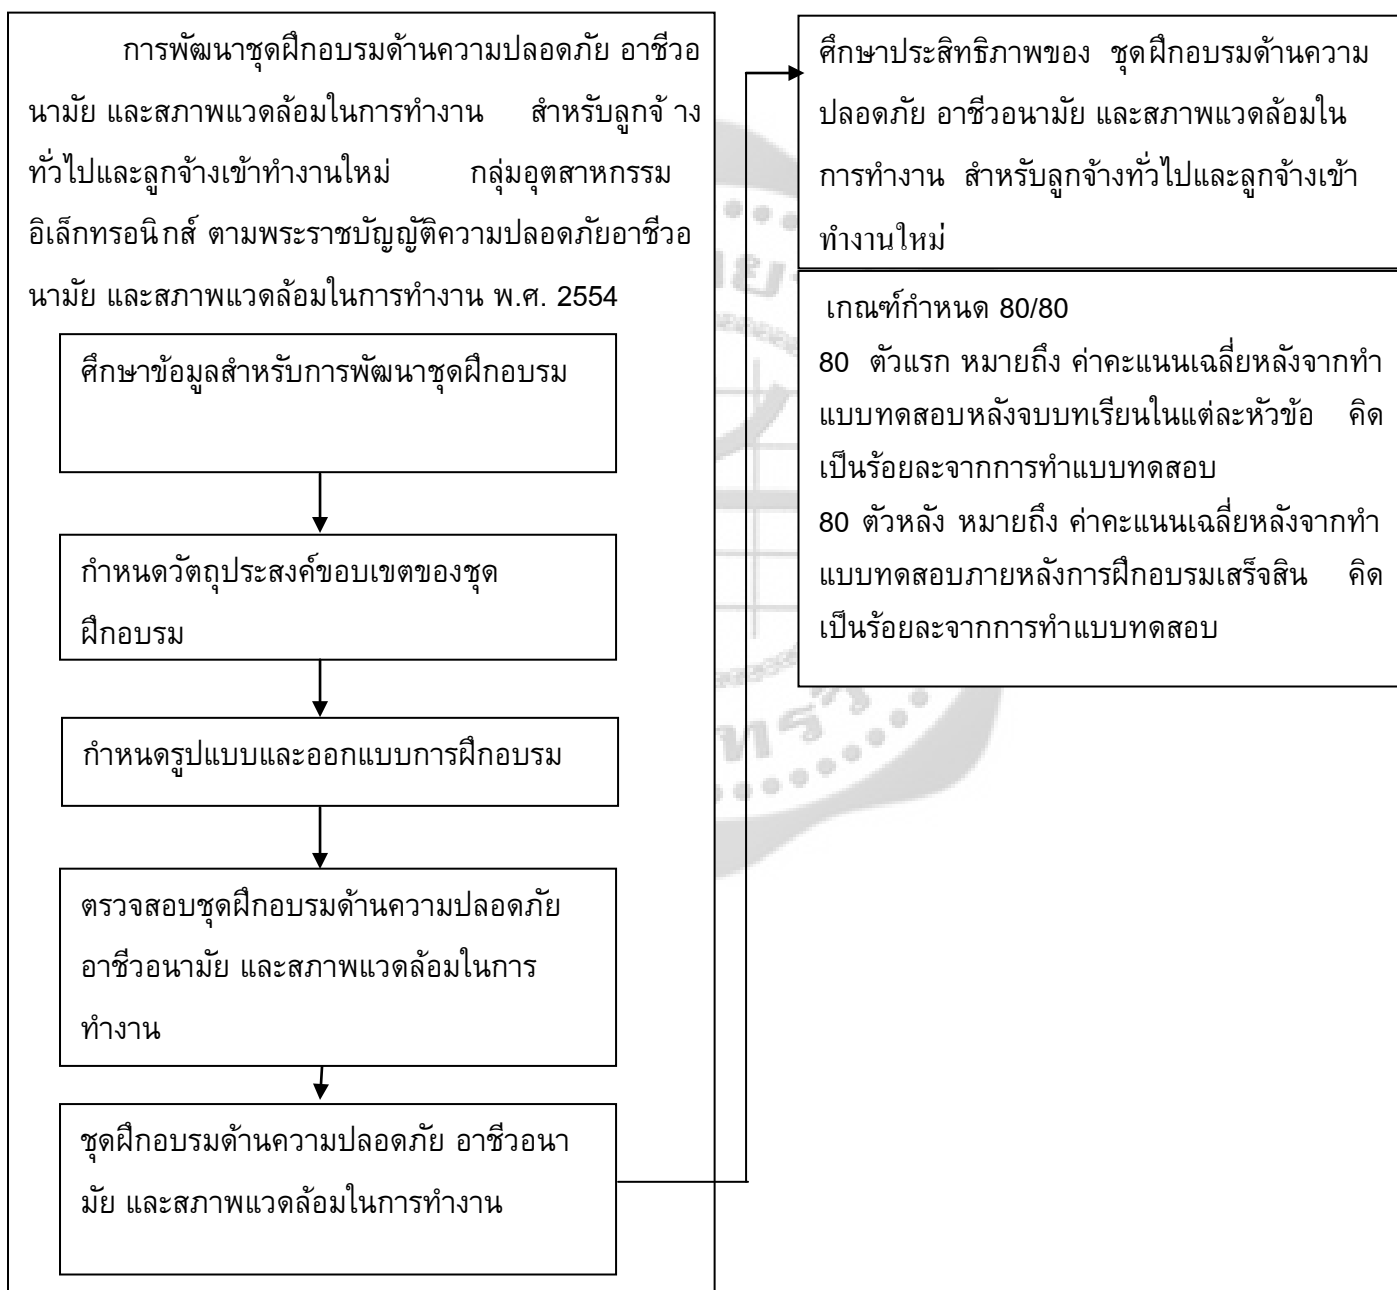 การพัฒนาชุดฝึกอบรมด้านความปลอดภัย อาชีวอ
นามัย และสภาพแวดล้อมในการทำงาน สำหรับลูกจ้ าง
ทั่วไปและลูกจ้างเข้าทำงานใหม่ กลุ่มอุตสาหกรรม
อิเล็กทรอนิกส์ ตามพระราชบัญญัติความปลอดภัยอาชีวอ
นามัย และสภาพแวดล้อมในการทำงาน พ.ศ. 2554
ศึกษาข้อมูลสำหรับการพัฒนาชุดฝึกอบรม
กำหนดวัตถุประสงค์ขอบเขตของชุด
ฝึกอบรม
กำหนดรูปแบบและออกแบบการฝึกอบรม
ตรวจสอบชุดฝึกอบรมด้านความปลอดภัย
อาชีวอนามัย และสภาพแวดล้อมในการ
ทำงาน
ชุดฝึกอบรมด้านความปลอดภัย อาชีวอนา
มัย และสภาพแวดล้อมในการทำงาน
ศึกษาประสิทธิภาพของ ชุดฝึกอบรมด้านความ
ปลอดภัย อาชีวอนามัย และสภาพแวดล้อมใน
การทำงาน สำหรับลูกจ้างทั่วไปและลูกจ้างเข้า
ทำงานใหม่
เกณฑ์กำหนด 80/80
80 ตัวแรก หมายถึง ค่าคะแนนเฉลี่ยหลังจากทำ
แบบทดสอบหลังจบบทเรียนในแต่ละหัวข้อ คิด
เป็นร้อยละจากการทำแบบทดสอบ
80 ตัวหลัง หมายถึง ค่าคะแนนเฉลี่ยหลังจากทำ
แบบทดสอบภายหลังการฝึกอบรมเสร็จสิน คิด
เป็นร้อยละจากการทำแบบทดสอบ